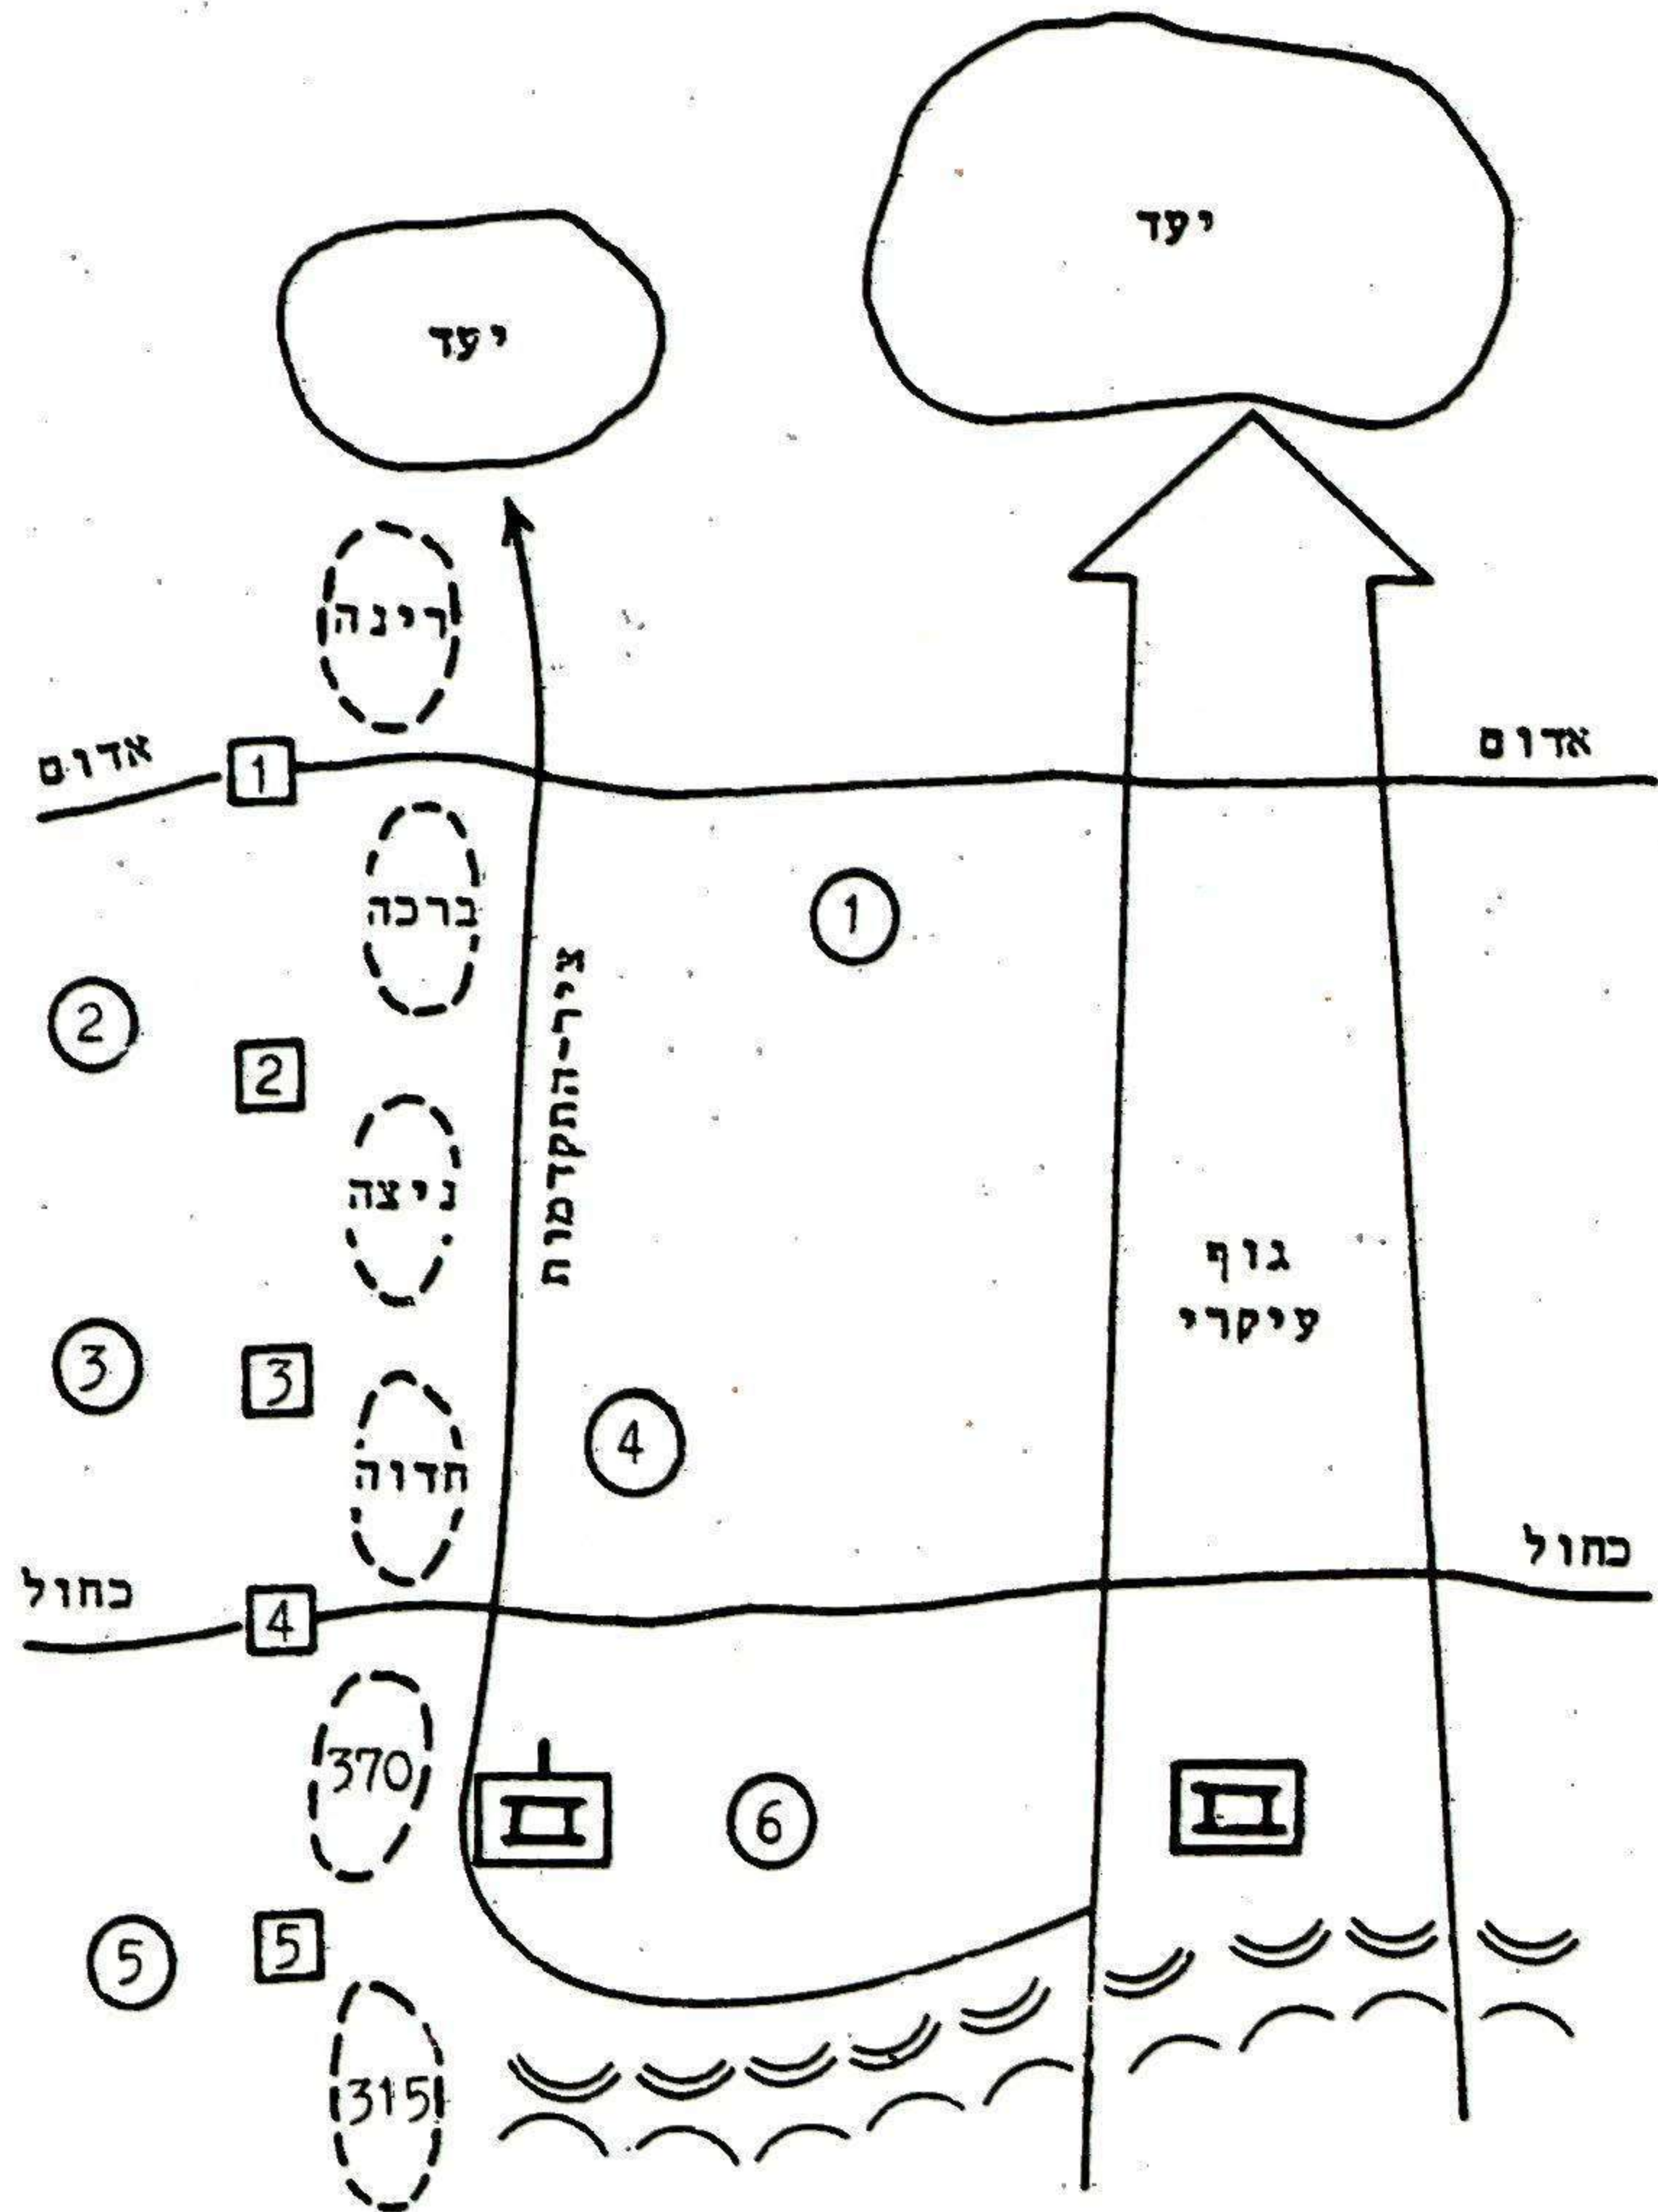 יעד
יעד
רינה
אדום
אדום
1
ברכה
1
ציר-התקדמות
2
2
ניצה
גוף
עיקרי
3
3
חדוה
4
כחול
כחול
4
370
6
5
5
315